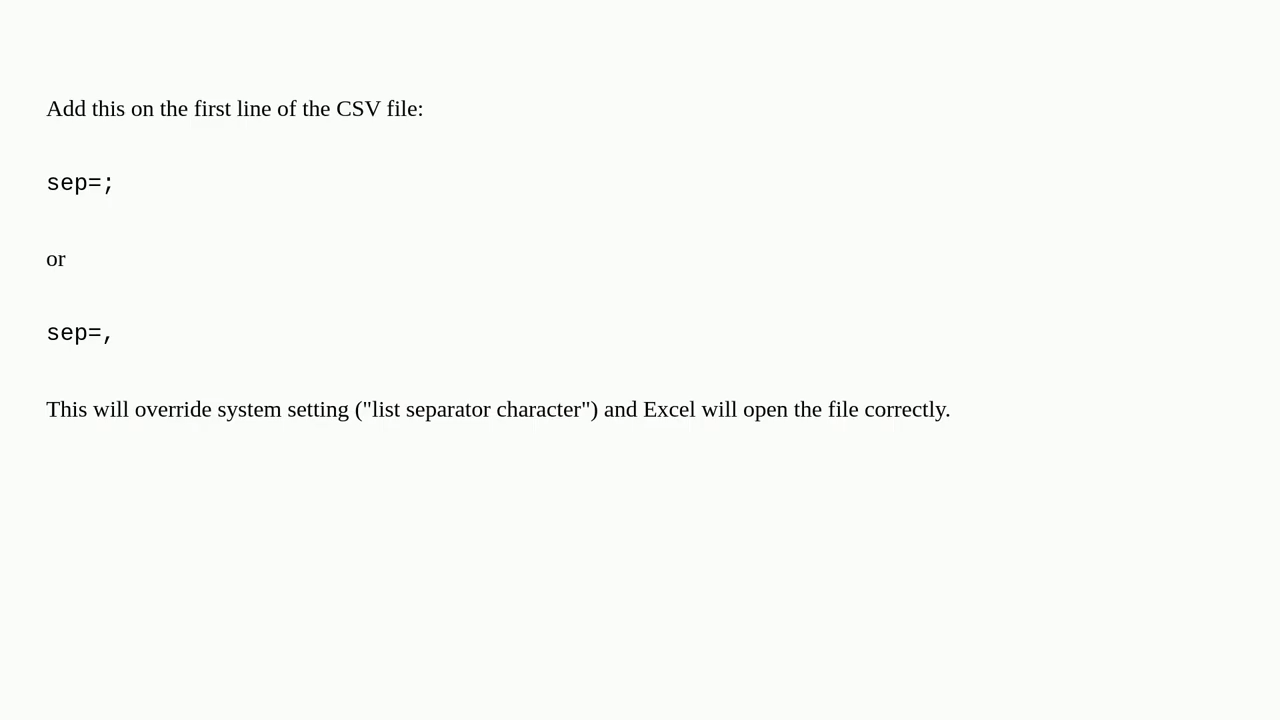 Add this on the first line of the CSV file:
sep=;
or
sep=,
This will override system setting ("list separator character") and Excel will open the file correctly.